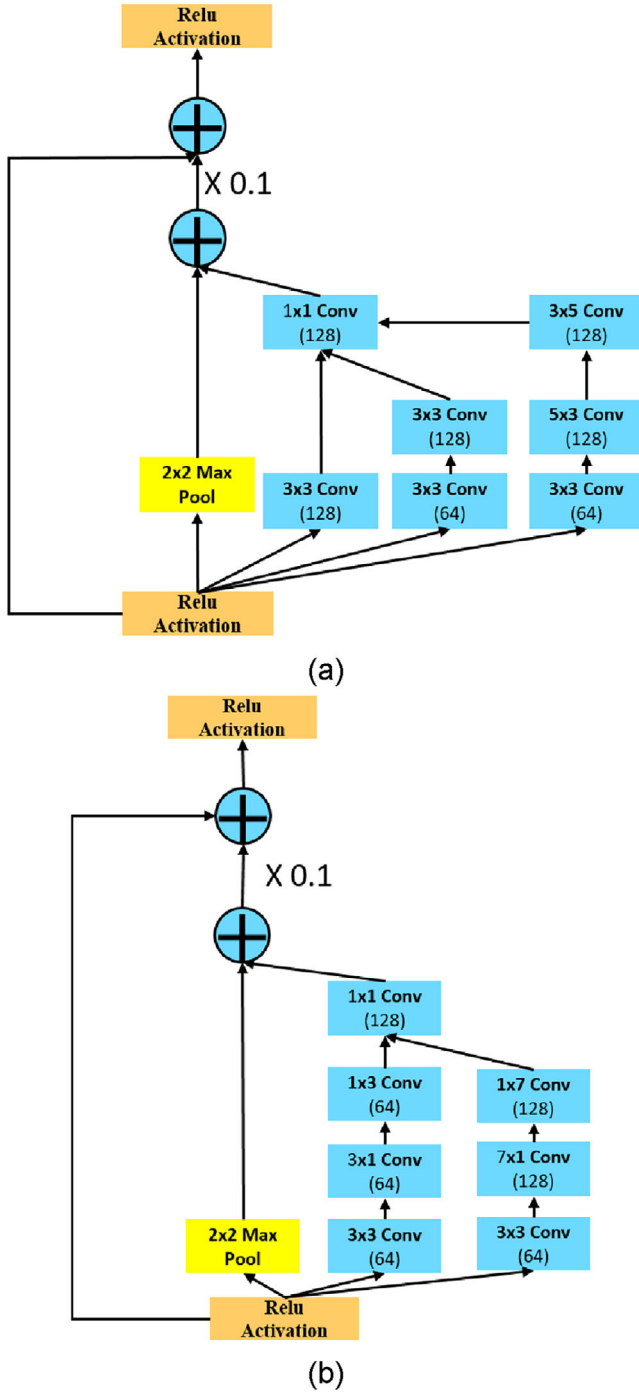 Relu
Activation
X 0.1
1x1 Conv
(128)
3x5 Conv
(128)
3x3 Conv
(128)
5x3 Conv
(128)
2x2 Max
Pool
3x3 Conv
(128)
3x3 Conv
(64)
3x3 Conv
(64)
Relu
Activation
(a)
Relu
Activation
X 0.1
1x1 Conv
(128)
1x3 Conv
(64)
1x7 Conv
(128)
3x1 Conv
(64)
7x1 Conv
(128)
2x2 Max
Pool
3x3 Conv
(64)
3x3 Conv
(64)
Relu
Activation
(b)